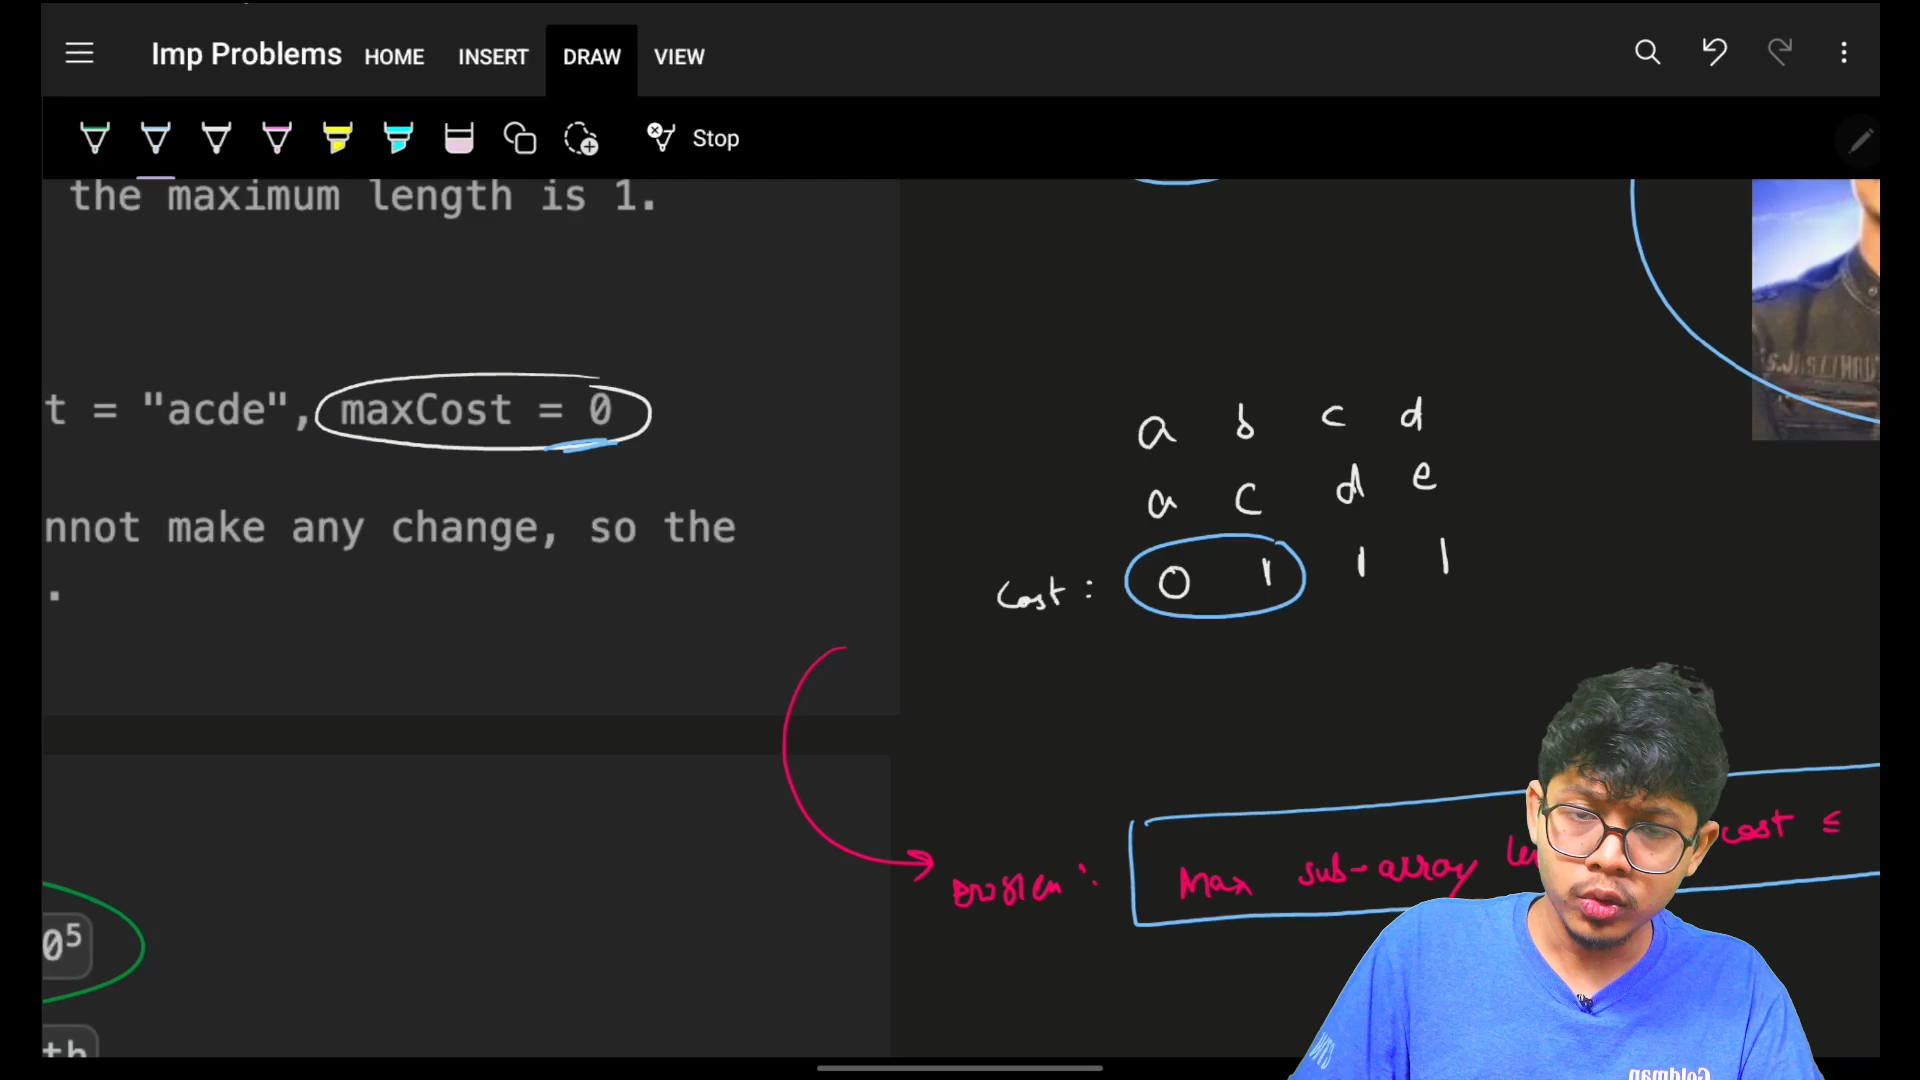 Imp Problems HOME INSERT DRAW VIEW
Stop
the maximum length is 1.
t = "acde", maxCost = 0
nnot make any change, so the
.
0⁵
th
a b c d
a c d e
Cost : 0 1 1 1
Problem : Max sub-array
cost ≤